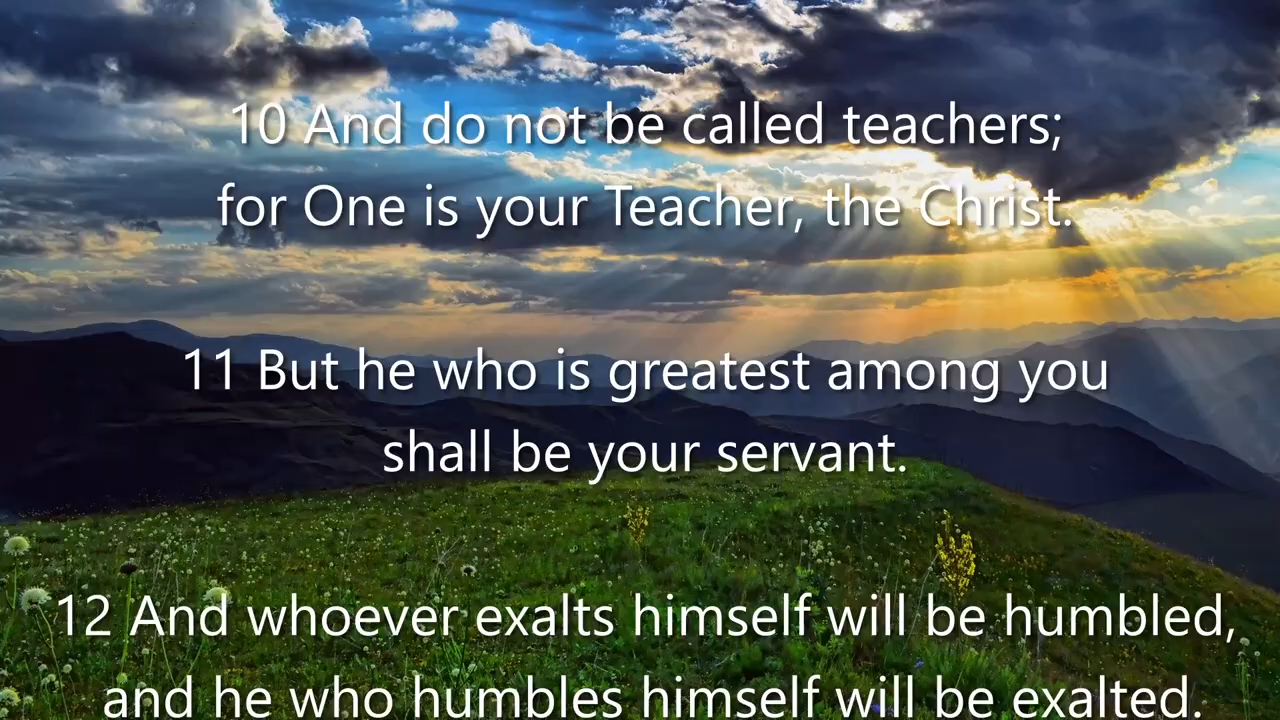 10 And do not be called teachers;
for One is your Teacher, the Christ.
11 But he who is greatest among you
shall be your servant.
12 And whoever exalts himself will be humbled,
and he who humbles himself will be exalted.